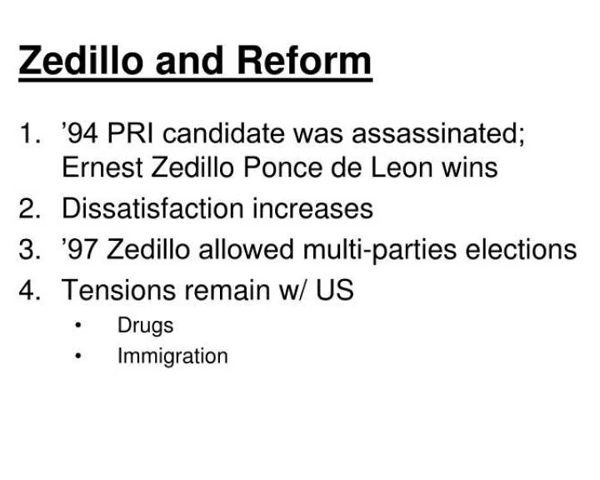 Zedillo and Reform
1. ’94 PRI candidate was assassinated;
Ernest Zedillo Ponce de Leon wins
2. Dissatisfaction increases
3. ’97 Zedillo allowed multi-parties elections
4. Tensions remain w/ US
• Drugs
• Immigration